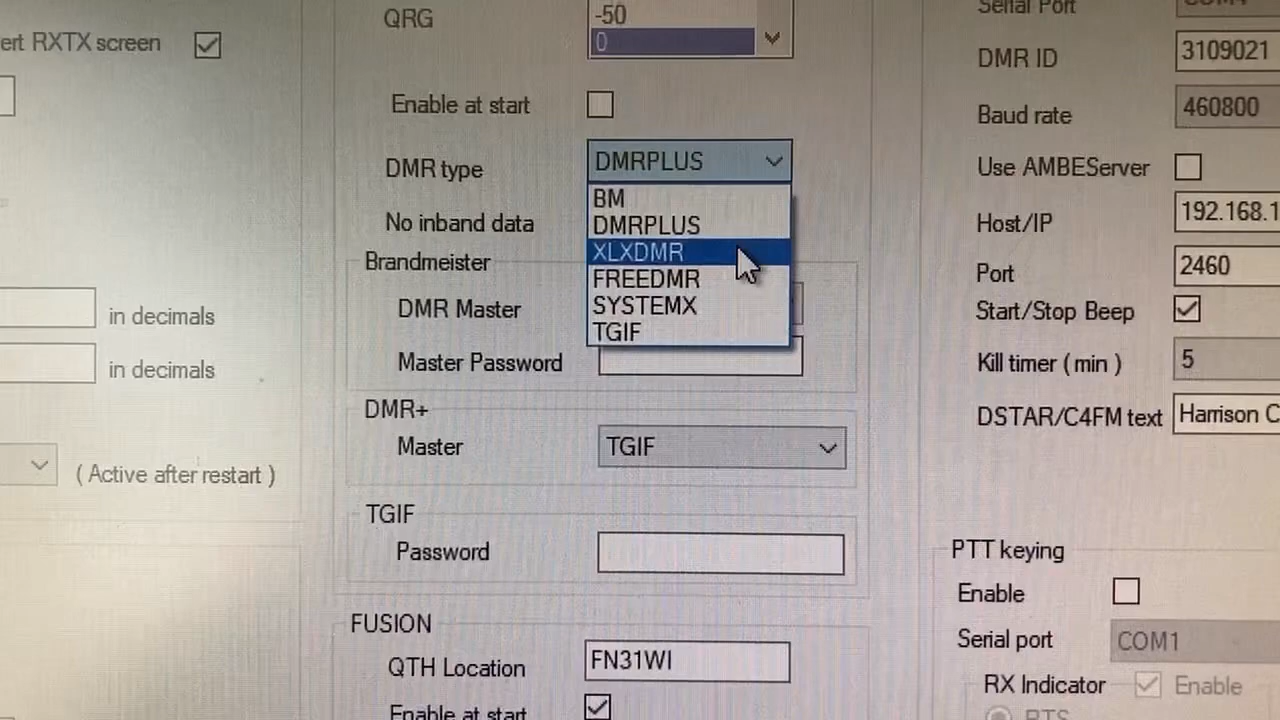 ert RXTX screen
in decimals
in decimals
( Active after restart )
QRG
-50
0
Enable at start
DMR type
DMRPLUS
BM
DMRPLUS
XLXDMR
FREEDMR
SYSTEMX
TGIF
No inband data
Brandmeister
DMR Master
Master Password
DMR+
Master
TGIF
TGIF
Password
FUSION
QTH Location
FN31WI
Enable at start
Serial Port
COM4
DMR ID
3109021
Baud rate
460800
Use AMBEServer
Host/IP
192.168.1
Port
2460
Start/Stop Beep
Kill timer ( min )
5
DSTAR/C4FM text
Harrison C
PTT keying
Enable
Serial port
COM1
RX Indicator
Enable
RTS